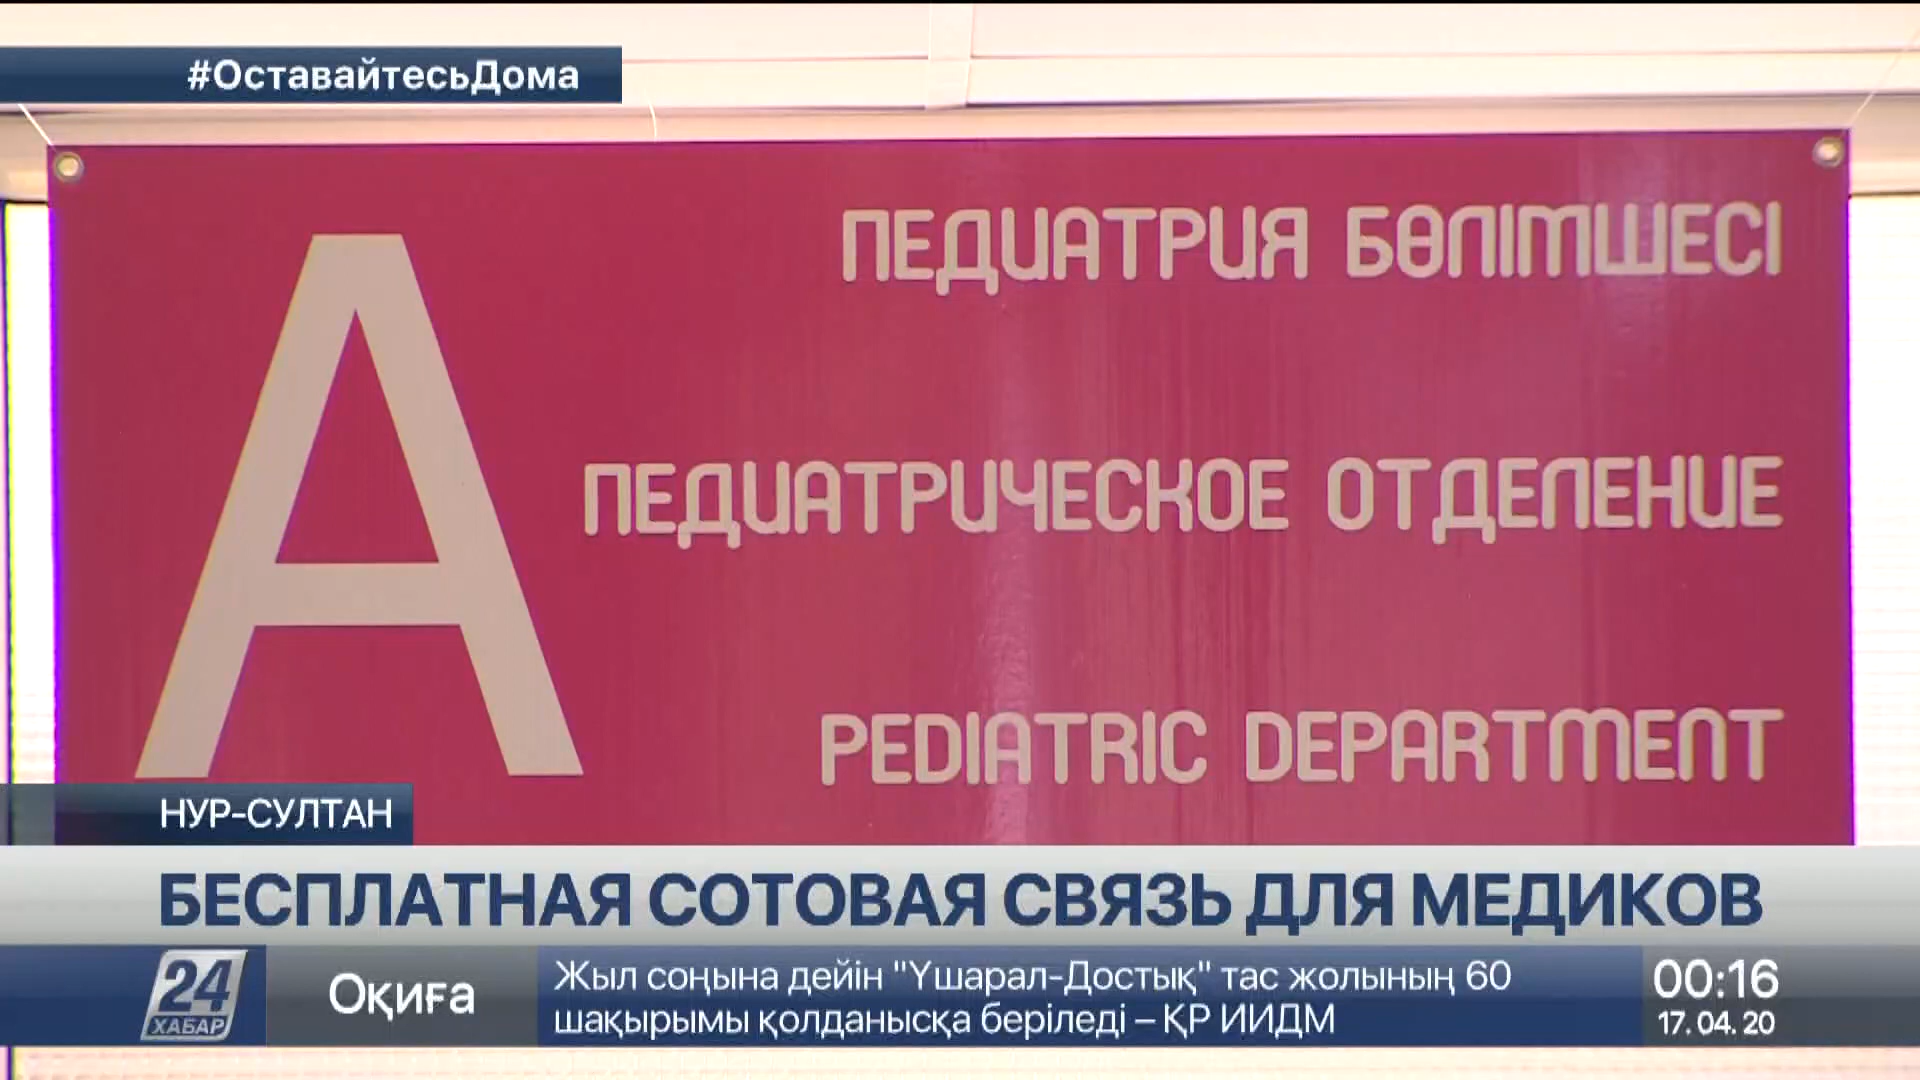 #ОставайтесьДома
ПЕДИАТРИЯ БӨЛІМШЕСІ
A
ПЕДИАТРИЧЕСКОЕ ОТДЕЛЕНИЕ
PEDIATRIC DEPARTMENT
НУР-СУЛТАН
БЕСПЛАТНАЯ СОТОВАЯ СВЯЗЬ ДЛЯ МЕДИКОВ
24
ХАБАР
Оқиға
Жыл соңына дейін "Үшарал-Достық" тас жолының 60
шақырымы қолданысқа беріледі – ҚР ИИДМ
00:16
17. 04. 20